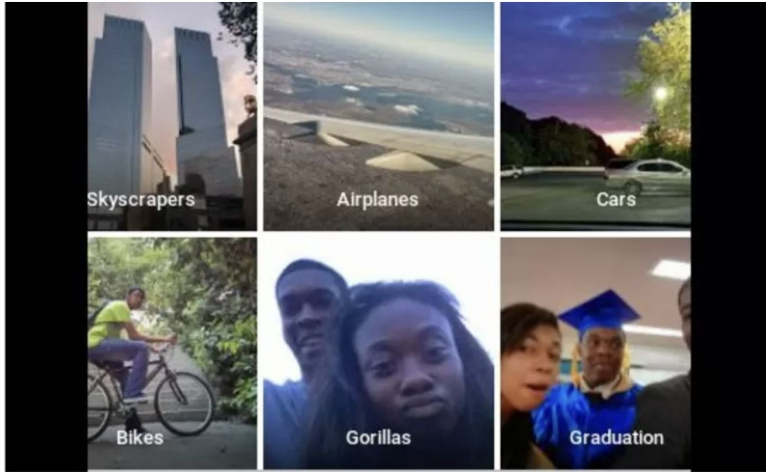 Skyscrapers
Airplanes
Cars
Bikes
Gorillas
Graduation